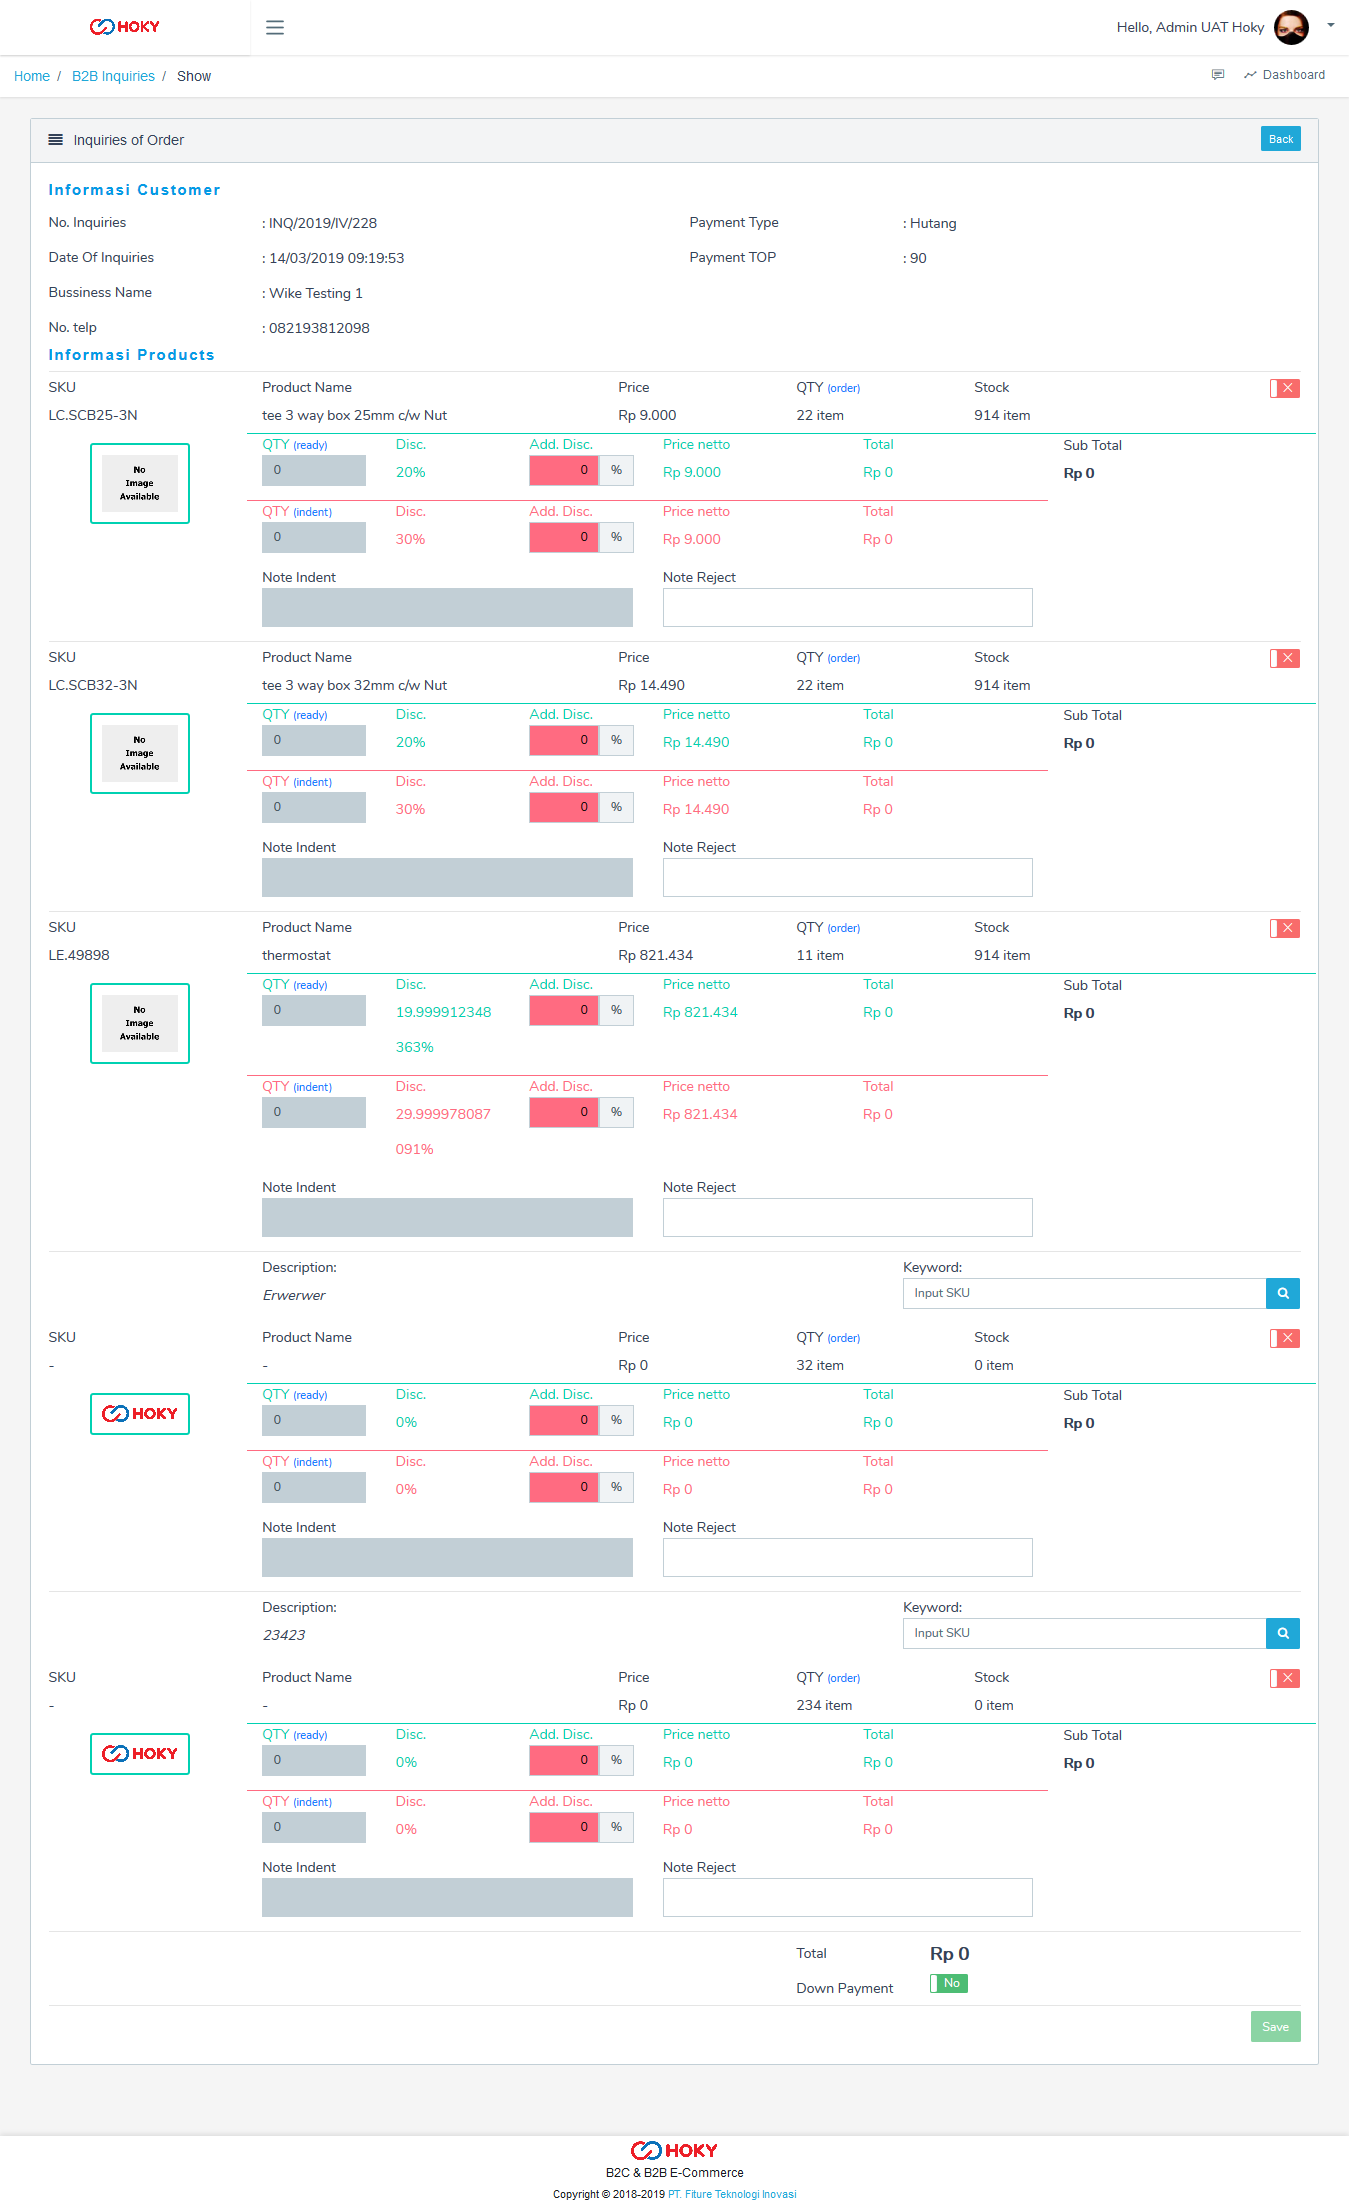 HOKY
Hello, Admin UAT Hoky
Home / B2B Inquiries / Show
Dashboard
Inquiries of Order
Back
Informasi Customer
No. Inquiries : INQ/2019/IV/228 Payment Type : Hutang
Date Of Inquiries : 14/03/2019 09:19:53 Payment TOP : 90
Bussiness Name : Wike Testing 1
No. telp : 082193812098
Informasi Products
SKU Product Name Price QTY (order) Stock
LC.SCB25-3N tee 3 way box 25mm c/w Nut Rp 9.000 22 item 914 item
QTY (ready) Disc. Add. Disc. Price netto Total Sub Total
0 20% 0 % Rp 9.000 Rp 0 Rp 0
No
Image
Available
QTY (indent) Disc. Add. Disc. Price netto Total
0 30% 0 % Rp 9.000 Rp 0
Note Indent Note Reject
SKU Product Name Price QTY (order) Stock
LC.SCB32-3N tee 3 way box 32mm c/w Nut Rp 14.490 22 item 914 item
QTY (ready) Disc. Add. Disc. Price netto Total Sub Total
0 20% 0 % Rp 14.490 Rp 0 Rp 0
No
Image
Available
QTY (indent) Disc. Add. Disc. Price netto Total
0 30% 0 % Rp 14.490 Rp 0
Note Indent Note Reject
SKU Product Name Price QTY (order) Stock
LE.49898 thermostat Rp 821.434 11 item 914 item
QTY (ready) Disc. Add. Disc. Price netto Total Sub Total
0 19.999912348 0 % Rp 821.434 Rp 0 Rp 0
363%
No
Image
Available
QTY (indent) Disc. Add. Disc. Price netto Total
0 29.999978087 0 % Rp 821.434 Rp 0
091%
Note Indent Note Reject
Description: Keyword:
Erwerwer Input SKU
SKU Product Name Price QTY (order) Stock
- - Rp 0 32 item 0 item
QTY (ready) Disc. Add. Disc. Price netto Total Sub Total
HOKY 0 0% 0 % Rp 0 Rp 0 Rp 0
QTY (indent) Disc. Add. Disc. Price netto Total
0 0% 0 % Rp 0 Rp 0
Note Indent Note Reject
Description: Keyword:
23423 Input SKU
SKU Product Name Price QTY (order) Stock
- - Rp 0 234 item 0 item
QTY (ready) Disc. Add. Disc. Price netto Total Sub Total
HOKY 0 0% 0 % Rp 0 Rp 0 Rp 0
QTY (indent) Disc. Add. Disc. Price netto Total
0 0% 0 % Rp 0 Rp 0
Note Indent Note Reject
Total Rp 0
Down Payment No
Save
HOKY
B2C & B2B E-Commerce
Copyright © 2018-2019 PT. Fiture Teknologi Inovasi